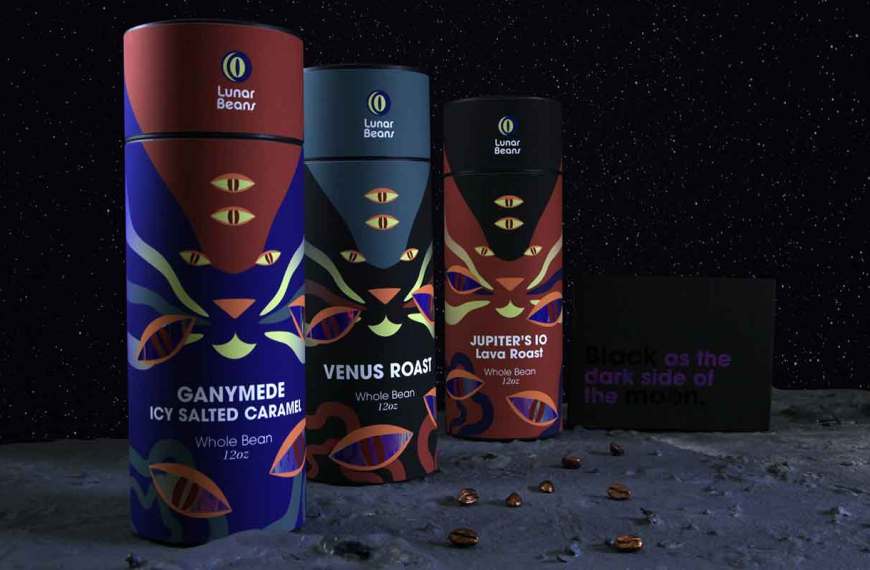 Lunar
Beans
GANYMEDE
ICY SALTED CARAMEL
Whole Bean
12oz
Lunar
Beans
VENUS ROAST
Whole Bean
12oz
Lunar
Beans
JUPITER'S IO
Lava Roast
Whole Bean
12oz
Black as the
dark side of
the moon.